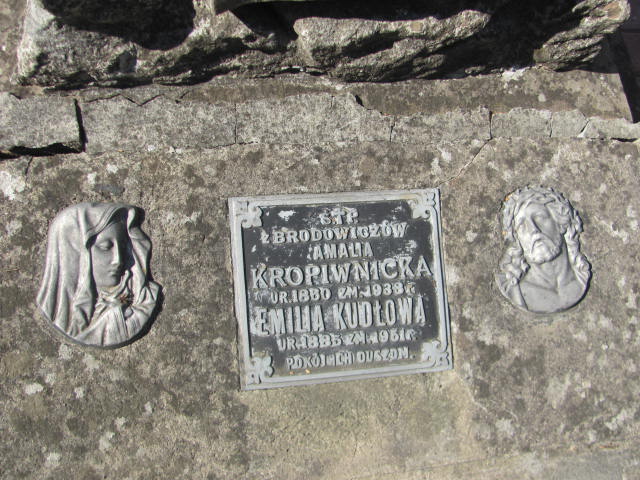 Ś.†P.
Z BRODOWICZÓW
AMALIA
KROPIWNICKA
UR.1880 ZM.1938 R.
EMILIA KUDŁOWA
UR.1885 ZM.1951 R.
POKÓJ ICH DUSZOM.